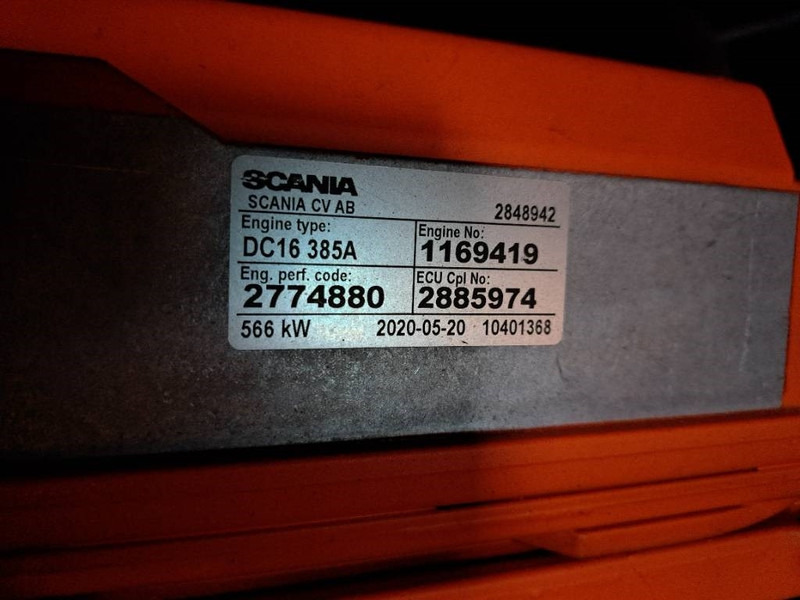 SCANIA
SCANIA CV AB 2848942
Engine type: Engine No:
DC16 385A 1169419
Eng. perf. code: ECU Cpl No:
2774880 2885974
566 kW 2020-05-20 10401368